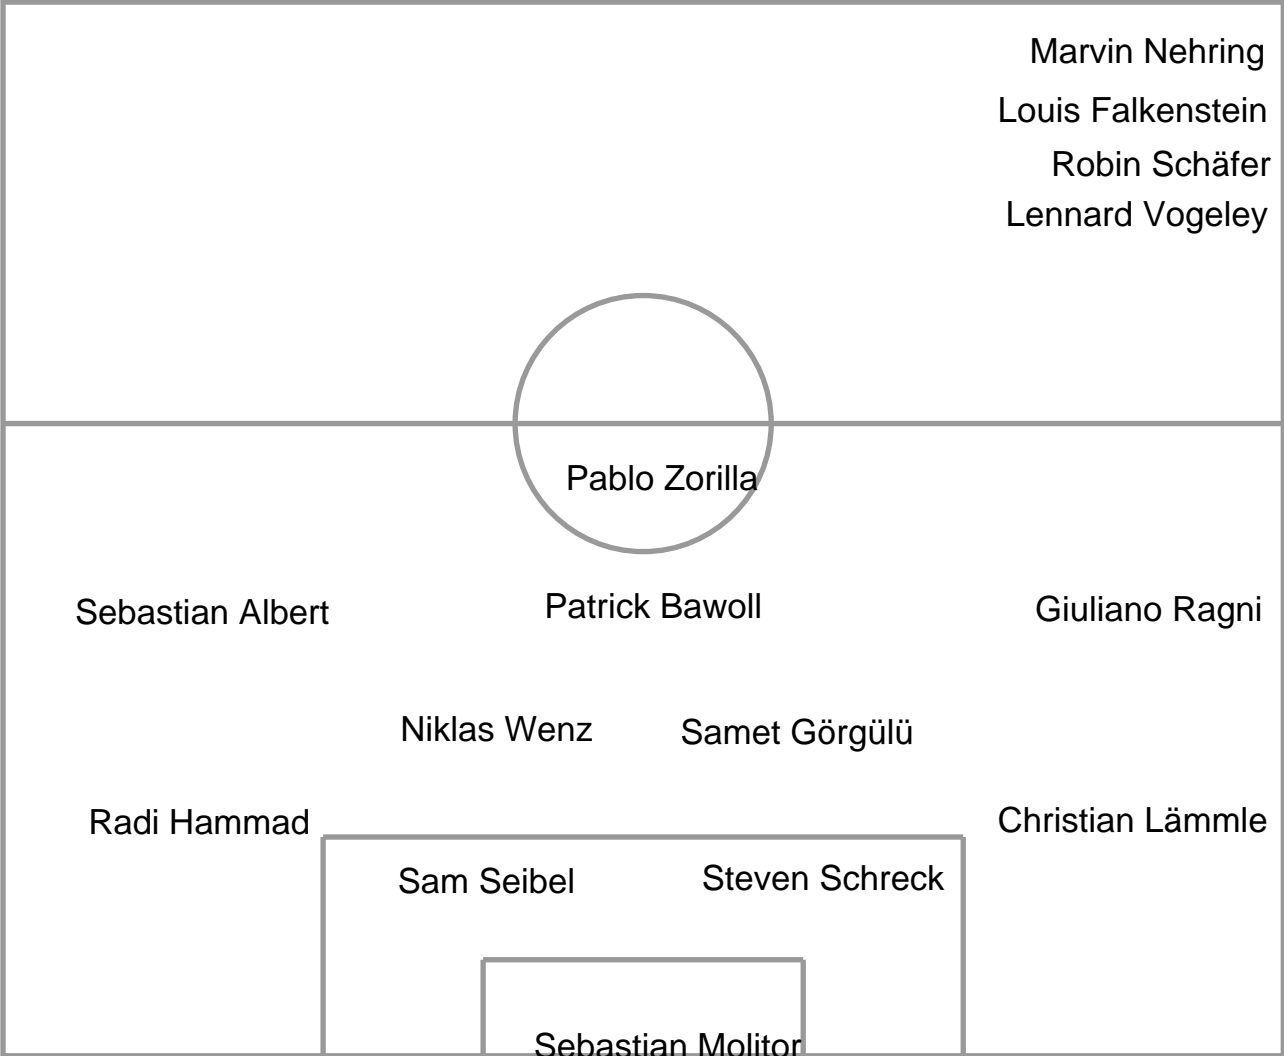 Marvin Nehring
Louis Falkenstein
Robin Schäfer
Lennard Vogeley
Pablo Zorilla
Sebastian Albert
Patrick Bawoll
Giuliano Ragni
Niklas Wenz
Samet Görgülü
Radi Hammad
Christian Lämmle
Sam Seibel
Steven Schreck
Sebastian Molitor